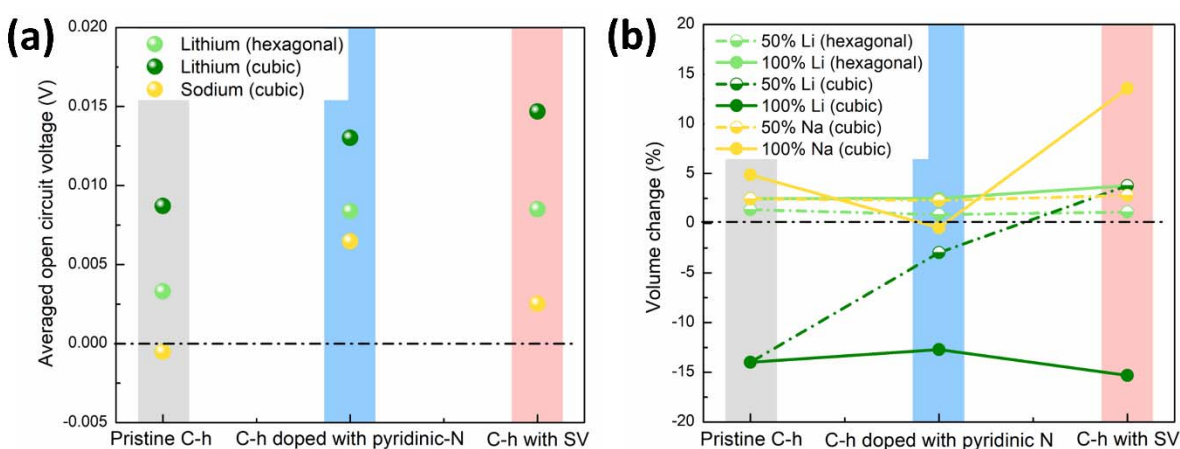 (a)
0.020
0.015
0.010
0.005
0.000
-0.005
Averaged open circuit voltage (V)
Lithium (hexagonal)
Lithium (cubic)
Sodium (cubic)
Pristine C-h
C-h doped with pyridinic-N
C-h with SV
(b)
20
15
10
5
0
-5
-10
-15
-20
Volume change (%)
50% Li (hexagonal)
100% Li (hexagonal)
50% Li (cubic)
100% Li (cubic)
50% Na (cubic)
100% Na (cubic)
Pristine C-h
C-h doped with pyridinic N
C-h with SV